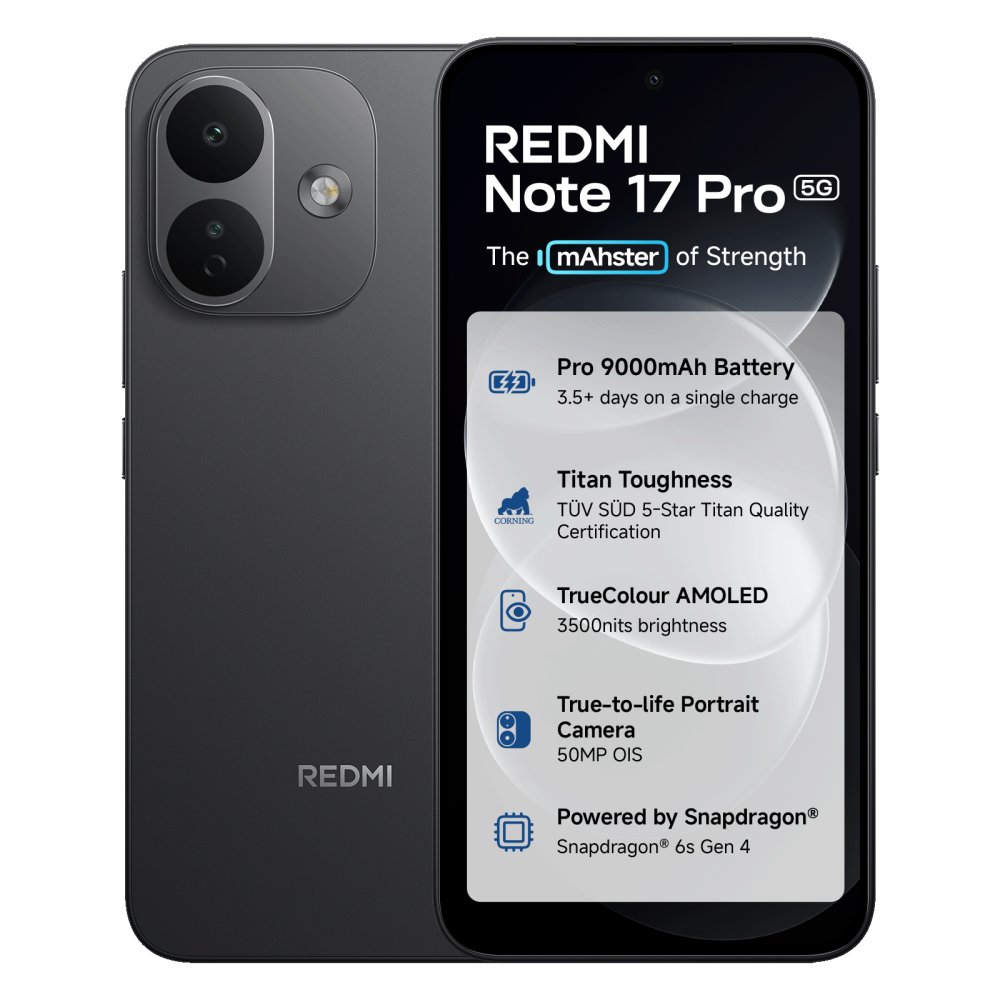 REDMI
Note 17 Pro 5G
The mAhster of Strength
Pro 9000mAh Battery
3.5+ days on a single charge
Titan Toughness
CORNING
TÜV SÜD 5-Star Titan Quality
Certification
TrueColour AMOLED
3500nits brightness
True-to-life Portrait
Camera
50MP OIS
Powered by Snapdragon®
Snapdragon® 6s Gen 4
REDMI